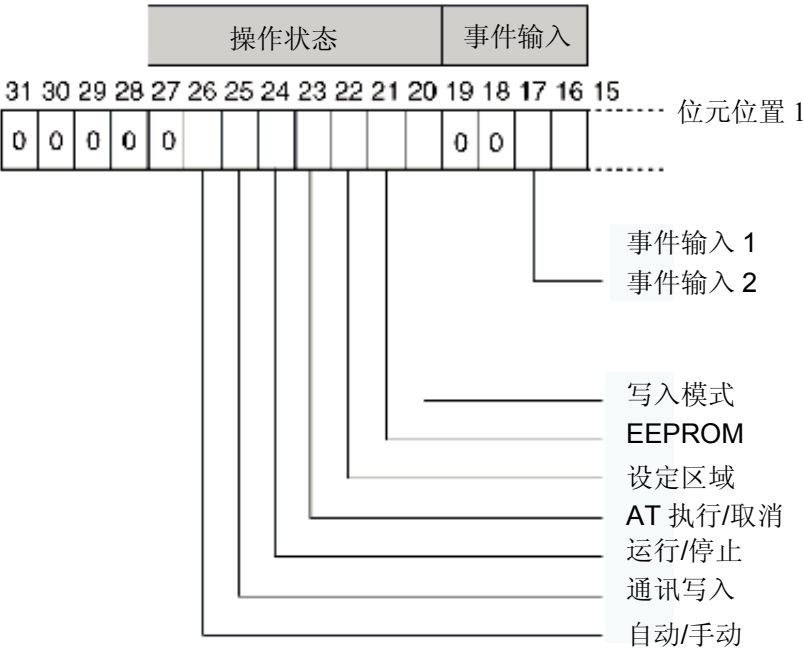 操作状态 事件输入
31 30 29 28 27 26 25 24 23 22 21 20 19 18 17 16 15
位元位置 1
0 0 0 0 0 0 0
事件输入 1
事件输入 2
写入模式
EEPROM
设定区域
AT 执行/取消
运行/停止
通讯写入
自动/手动